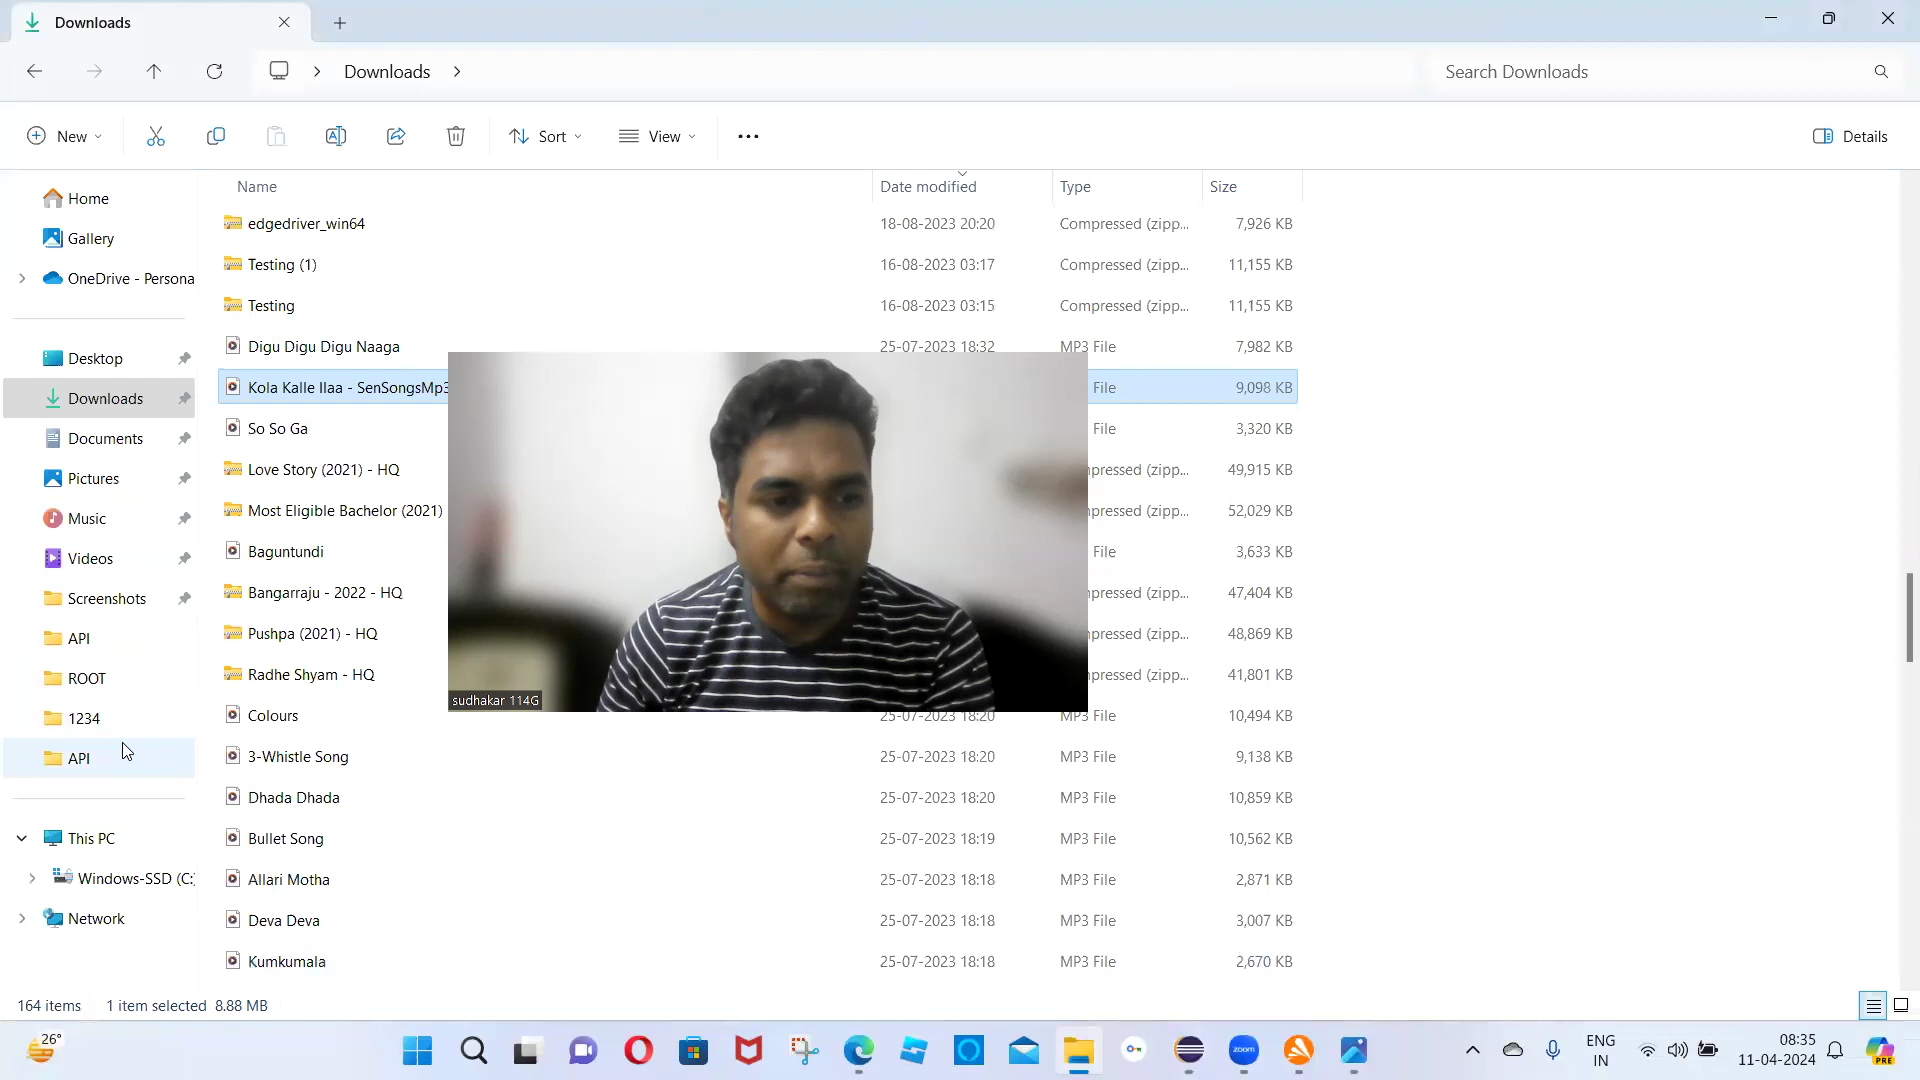 Downloads
Downloads
Search Downloads
New
Sort
View
Details
Home
Gallery
OneDrive - Persona
Desktop
Downloads
Documents
Pictures
Music
Videos
Screenshots
API
ROOT
1234
API
This PC
Windows-SSD (C:
Network
Name Date modified Type Size
edgedriver_win64 18-08-2023 20:20 Compressed (zipp... 7,926 KB
Testing (1) 16-08-2023 03:17 Compressed (zipp... 11,155 KB
Testing 16-08-2023 03:15 Compressed (zipp... 11,155 KB
Digu Digu Digu Naaga 25-07-2023 18:32 MP3 File 7,982 KB
Kola Kalle Ilaa - SenSongsMp3 File 9,098 KB
So So Ga File 3,320 KB
Love Story (2021) - HQ pressed (zipp... 49,915 KB
Most Eligible Bachelor (2021) pressed (zipp... 52,029 KB
Baguntundi File 3,633 KB
Bangarraju - 2022 - HQ pressed (zipp... 47,404 KB
Pushpa (2021) - HQ pressed (zipp... 48,869 KB
Radhe Shyam - HQ pressed (zipp... 41,801 KB
Colours 25-07-2023 18:20 MP3 File 10,494 KB
3-Whistle Song 25-07-2023 18:20 MP3 File 9,138 KB
Dhada Dhada 25-07-2023 18:20 MP3 File 10,859 KB
Bullet Song 25-07-2023 18:19 MP3 File 10,562 KB
Allari Motha 25-07-2023 18:18 MP3 File 2,871 KB
Deva Deva 25-07-2023 18:18 MP3 File 3,007 KB
Kumkumala 25-07-2023 18:18 MP3 File 2,670 KB
sudhakar 114G
164 items 1 item selected 8.88 MB
26°
zoom
ENG
IN
08:35
11-04-2024
PRE